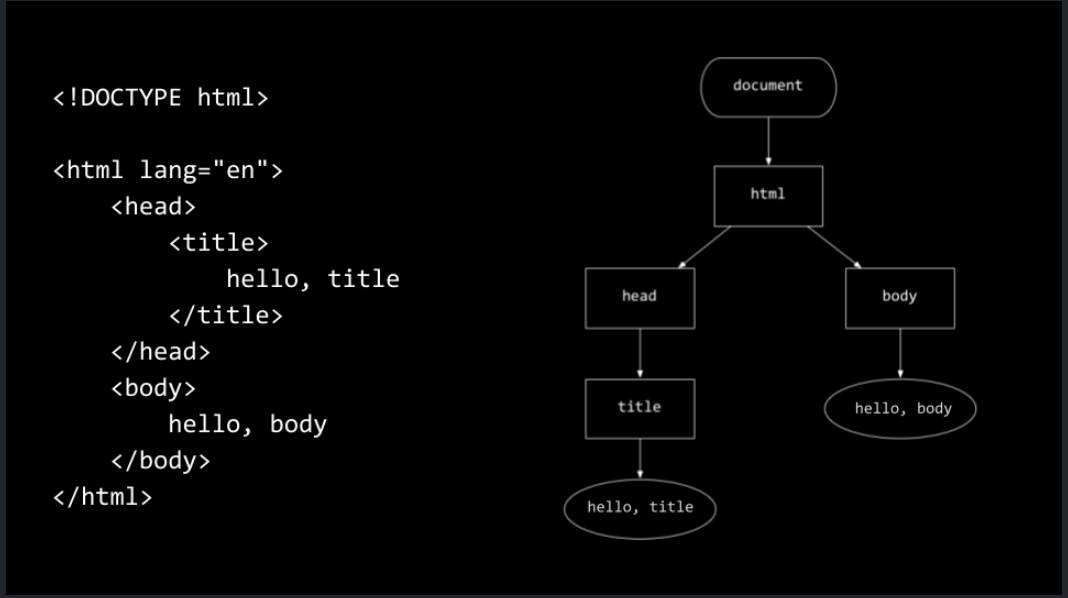 <!DOCTYPE html>
<html lang="en">
<head>
<title>
hello, title
</title>
</head>
<body>
hello, body
</body>
</html>
document
html
head
body
title
hello, body
hello, title